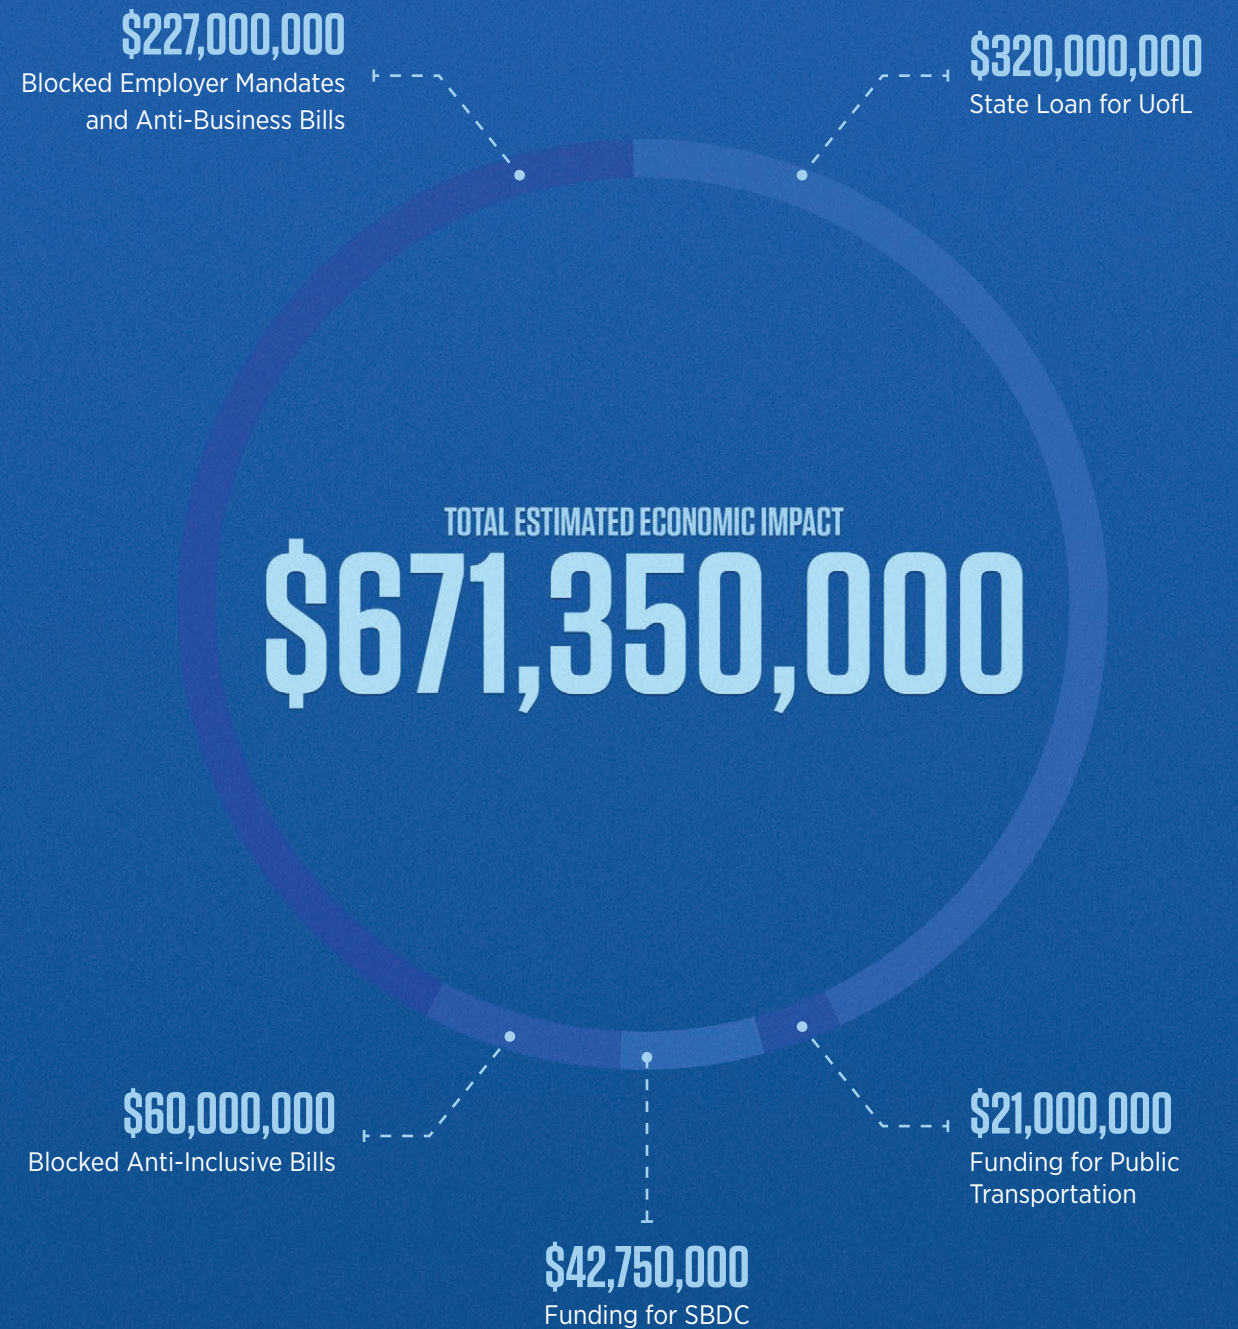 $227,000,000
Blocked Employer Mandates
and Anti-Business Bills
$320,000,000
State Loan for UofL
TOTAL ESTIMATED ECONOMIC IMPACT
$671,350,000
$60,000,000
Blocked Anti-Inclusive Bills
$42,750,000
Funding for SBDC
$21,000,000
Funding for Public
Transportation